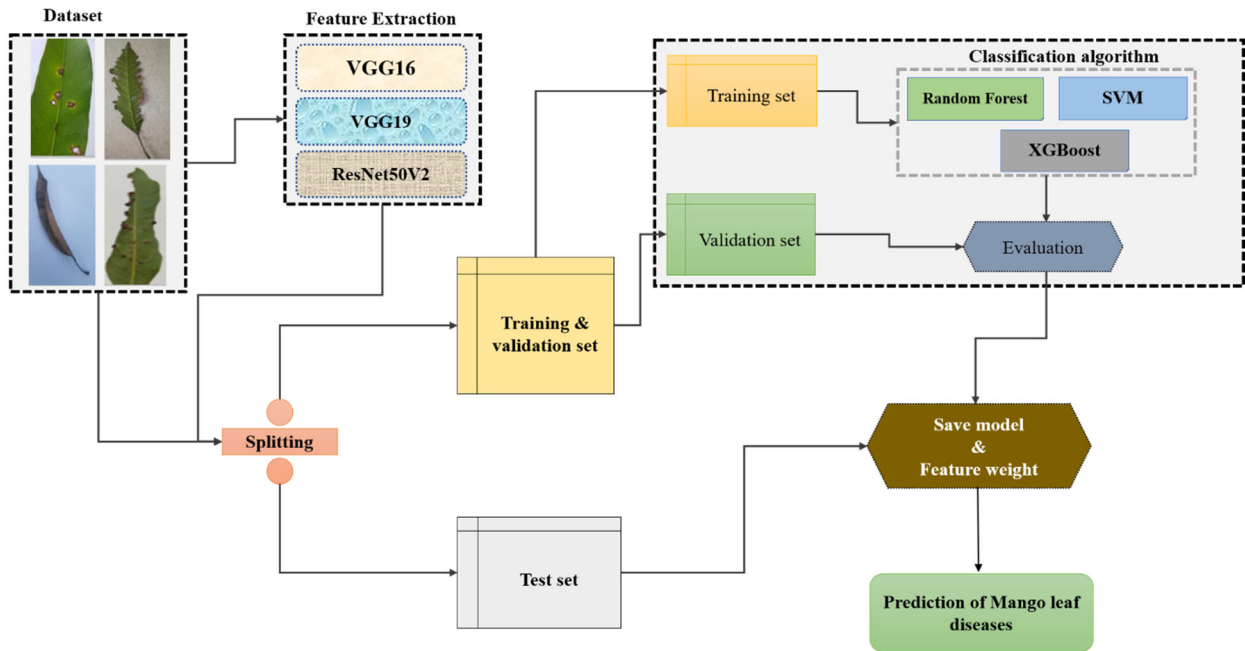 Dataset
Feature Extraction
VGG16
VGG19
ResNet50V2
Classification algorithm
Training set
Random Forest
SVM
XGBoost
Validation set
Evaluation
Training &
validation set
Splitting
Save model
&
Feature weight
Test set
Prediction of Mango leaf
diseases